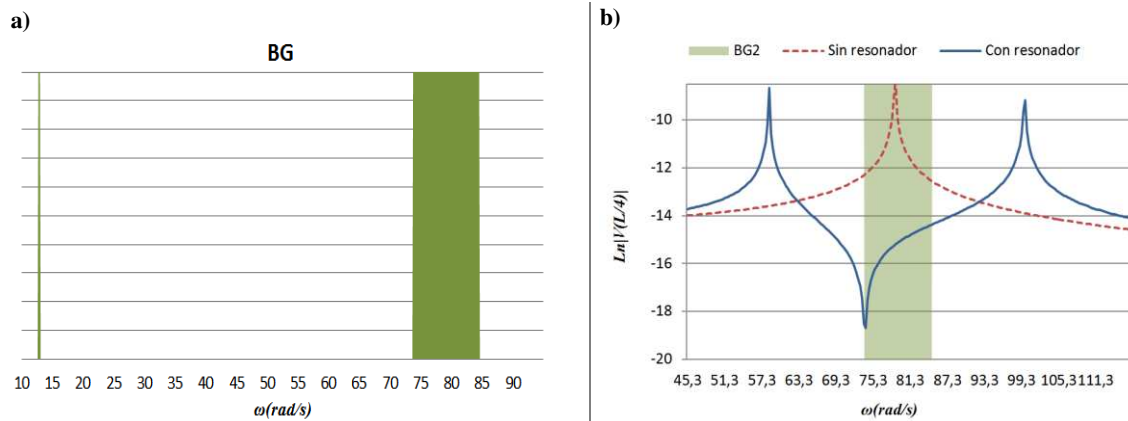 a)
BG
10 15 20 25 30 35 40 45 50 55 60 65 70 75 80 85 90
ω(rad/s)
b)
BG2 Sin resonador Con resonador
-10
-12
-14
-16
-18
-20
Ln|V(L/4)|
45,3 51,3 57,3 63,3 69,3 75,3 81,3 87,3 93,3 99,3 105,3 111,3
ω(rad/s)